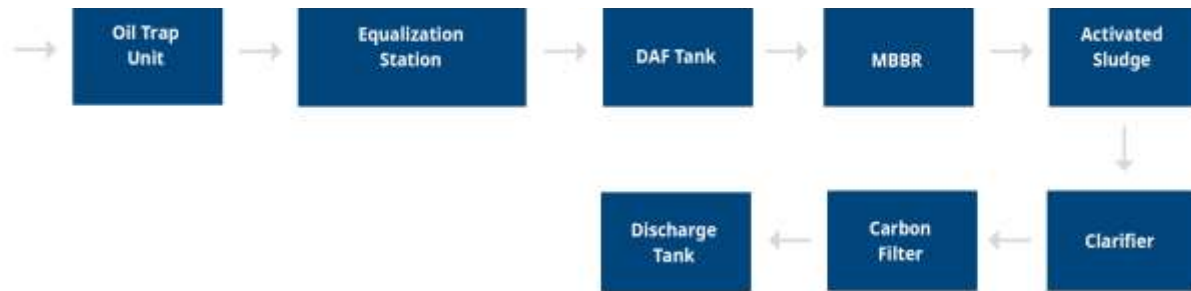 Oil Trap
Unit
Equalization
Station
DAF Tank
MBBR
Activated
Sludge
Discharge
Tank
Carbon
Filter
Clarifier